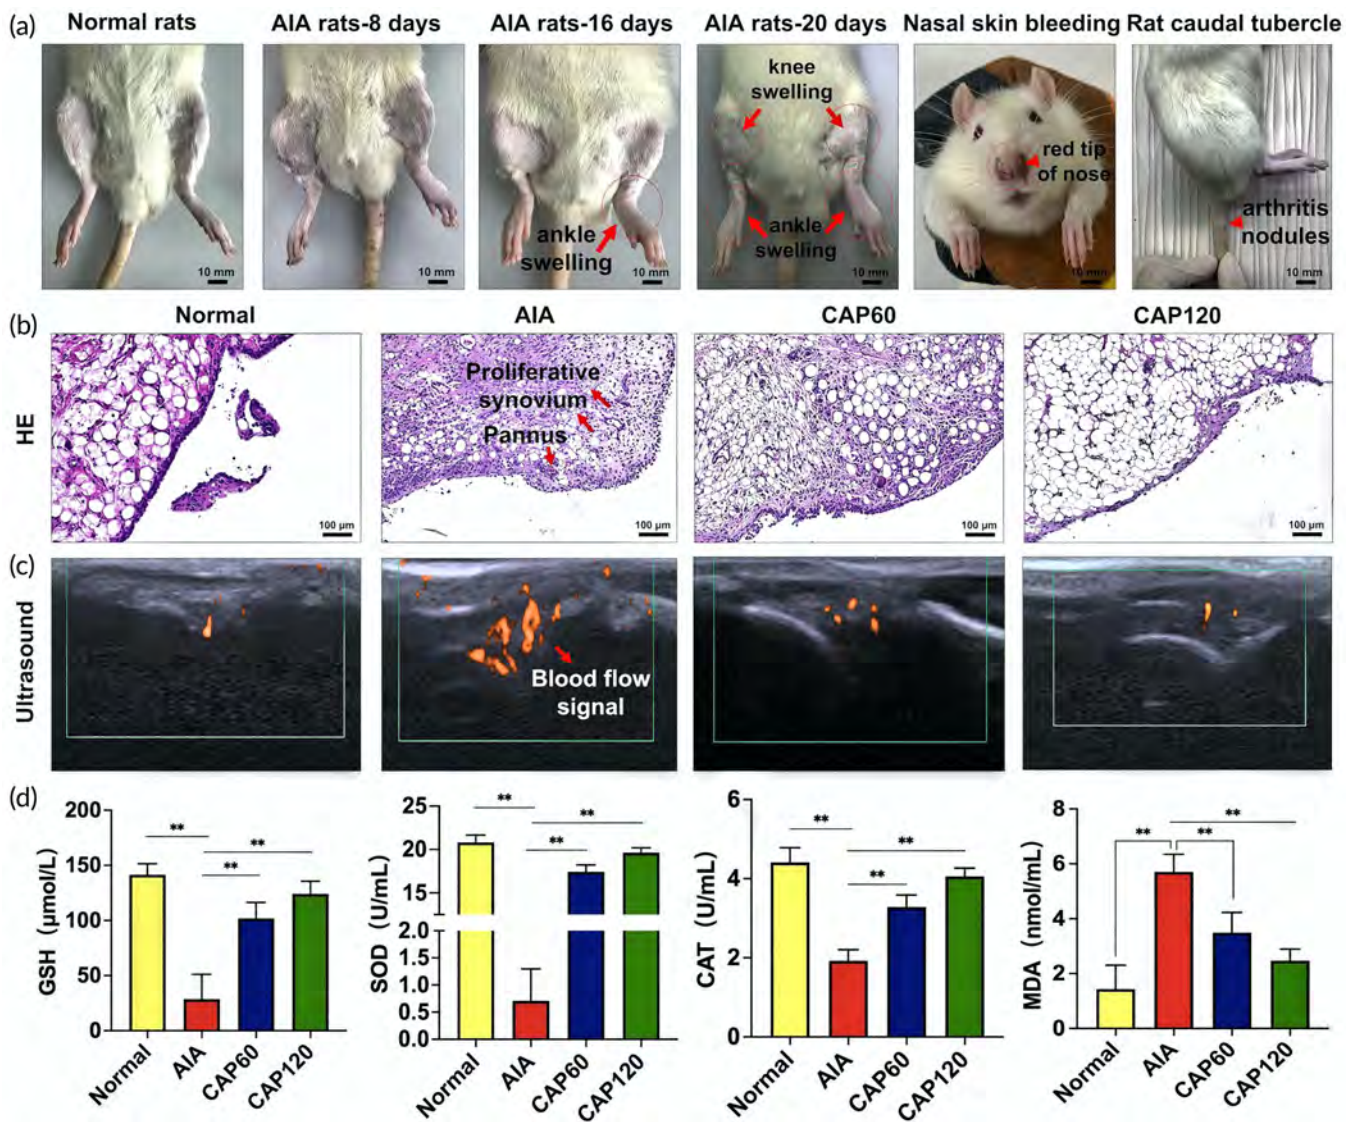 (a)
Normal rats
AIA rats-8 days
AIA rats-16 days
AIA rats-20 days
Nasal skin bleeding
Rat caudal tubercle
ankle
swelling
knee
swelling
ankle
swelling
red tip
of nose
arthritis
nodules
10 mm
10 mm
10 mm
10 mm
10 mm
10 mm
(b)
Normal
AIA
CAP60
CAP120
HE
Proliferative
synovium
Pannus
100 μm
100 μm
100 μm
100 μm
(c)
Ultrasound
Blood flow
signal
(d)
GSH (μmol/L)
200
150
100
50
0
**
**
**
Normal
AIA
CAP60
CAP120
SOD (U/mL)
25
20
15
10
2.0
1.5
1.0
0.5
0.0
**
**
**
Normal
AIA
CAP60
CAP120
CAT (U/mL)
6
4
2
0
**
**
**
Normal
AIA
CAP60
CAP120
MDA (nmol/mL)
8
6
4
2
0
**
**
**
Normal
AIA
CAP60
CAP120